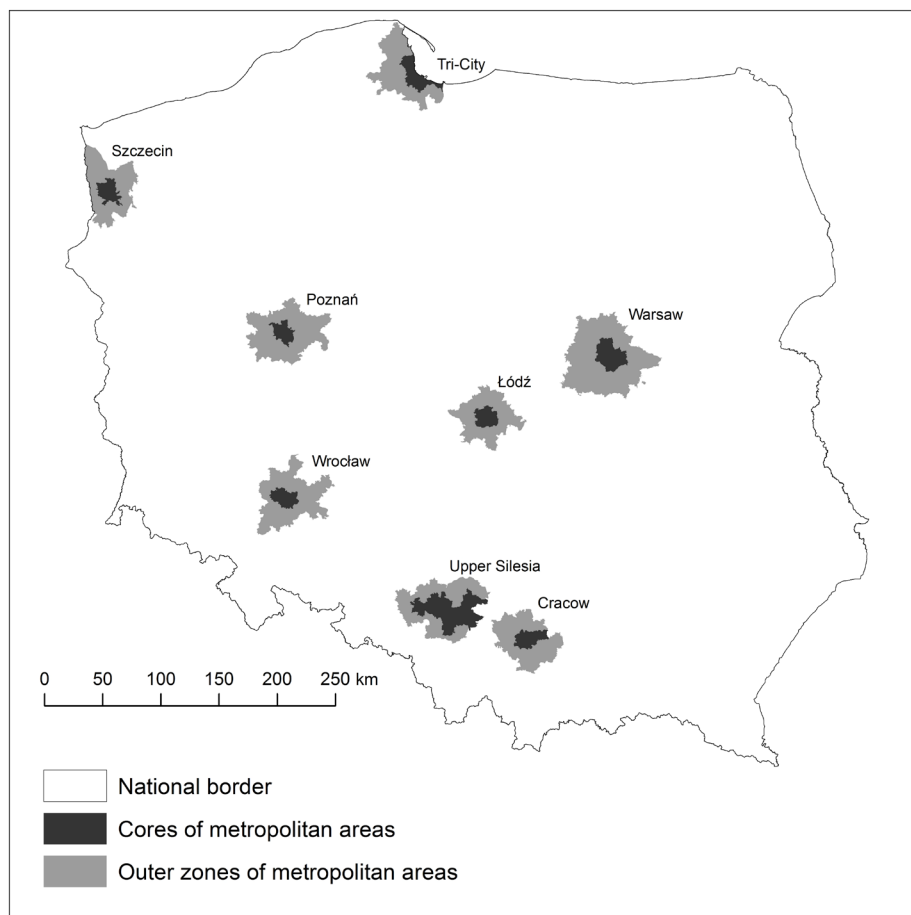 Tri-City
Szczecin
Poznań
Warsaw
Łódź
Wrocław
Upper Silesia
Cracow
0 50 100 150 200 250 km
National border
Cores of metropolitan areas
Outer zones of metropolitan areas